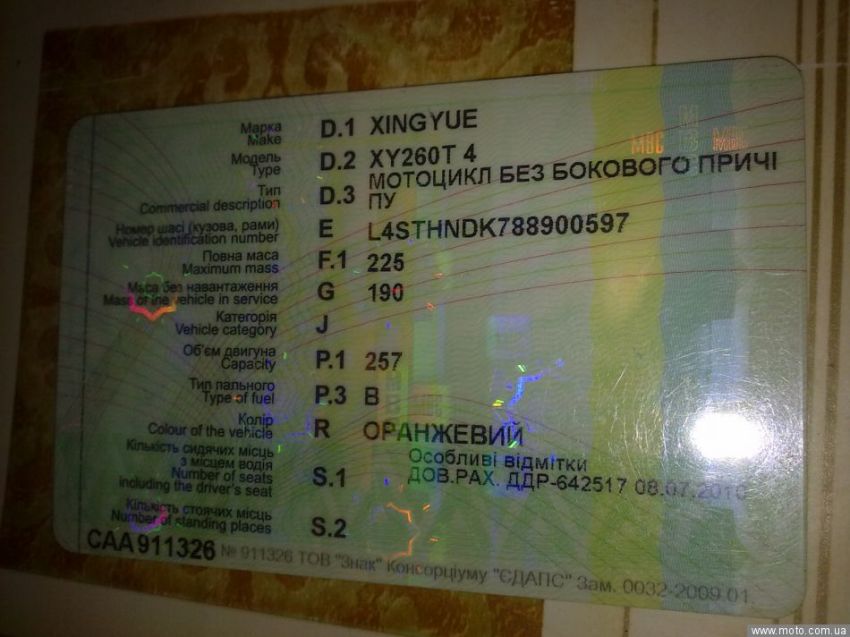 Марка
Make D.1 XINGYUE
Модель
Type D.2 XY260T 4
Тип
Commercial description D.3 МОТОЦИКЛ БЕЗ БОКОВОГО ПРИЧІ
ПУ
Номер шасі (кузова, рами)
Vehicle identification number E L4STHNDK788900597
Повна маса
Maximum mass F.1 225
Маса без навантаження
Mass of the vehicle in service G 190
Категорія
Vehicle category J
Об'єм двигуна
Capacity P.1 257
Тип пального
Type of fuel P.3 B
Колір
Colour of the vehicle R ОРАНЖЕВИЙ
Кількість сидячих місць
з місцем водія
Number of seats
including the driver's seat S.1
Особливі відмітки
ДОВ.РАХ. ДДР-642517 08.07.2010
Кількість стоячих місць
Number of standing places S.2
САА 911326 № 911326 ТОВ "Знак" Консорціуму "ЄДАПС" Зам. 0032-2009 01.
МВС МВС МВС
www.moto.com.ua